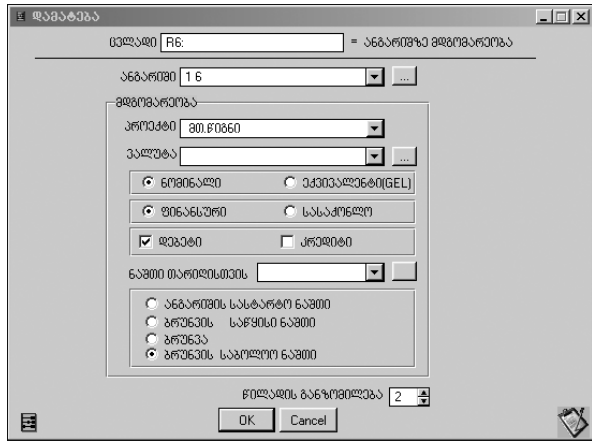 დამატება
ცვლადი R6: = ანგარიშზე მდგომარეობა
ანგარიში 1 6 ...
მდგომარეობა
პროექტი მთ.წიგნი
ვალუტა ...
ნომინალი ექვივალენტი(GEL)
ფინანსური სასაქონლო
დებეტი კრედიტი
ნაშთი თარიღისთვის
ანგარიშის სასტარტო ნაშთი
ბრუნვის საწყისი ნაშთი
ბრუნვა
ბრუნვის საბოლოო ნაშთი
წილადის განზომილება 2
OK Cancel